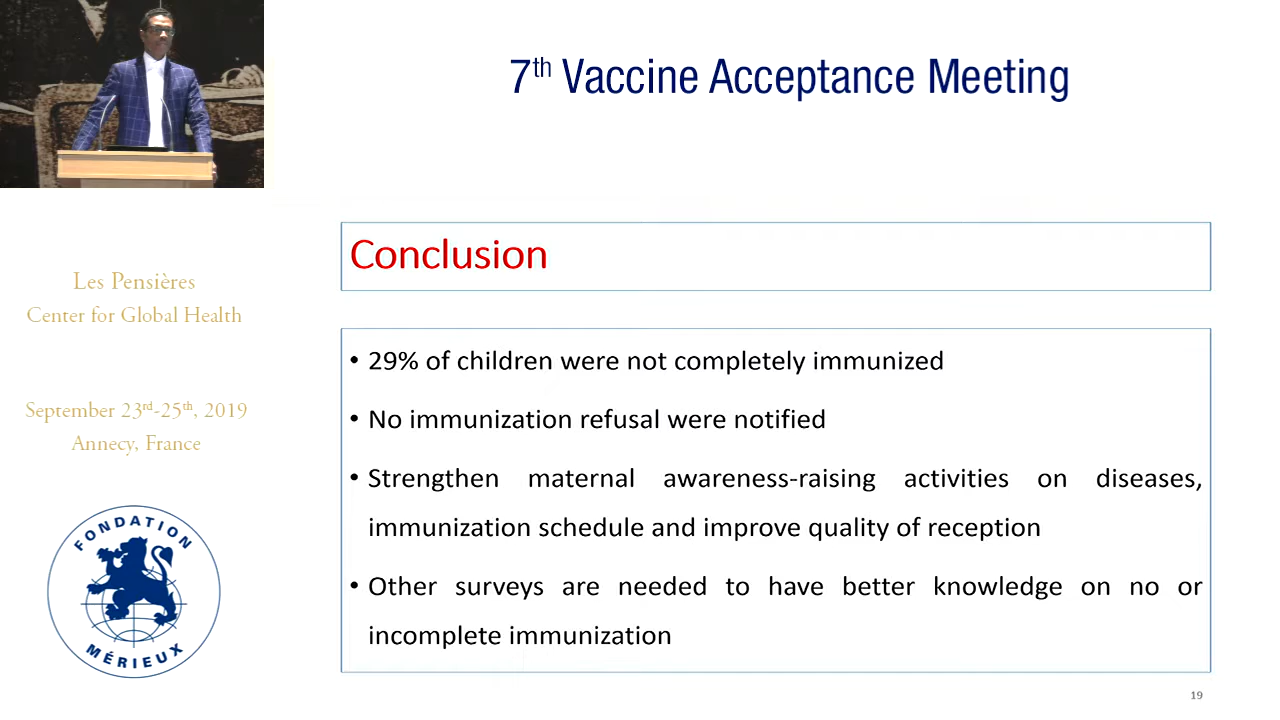 7th Vaccine Acceptance Meeting
Les Pensières
Center for Global Health
September 23rd-25th, 2019
Annecy, France
FONDATION
MÉRIEUX
Conclusion
• 29% of children were not completely immunized
• No immunization refusal were notified
• Strengthen maternal awareness-raising activities on diseases,
immunization schedule and improve quality of reception
• Other surveys are needed to have better knowledge on no or
incomplete immunization
19